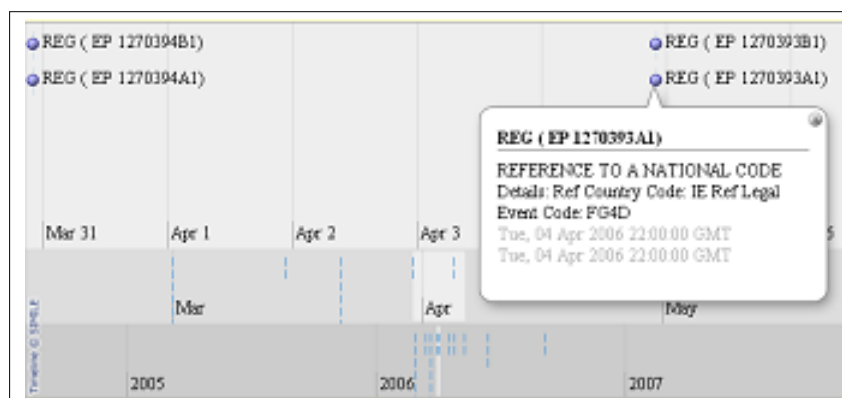 REG ( EP 1270394B1)
REG ( EP 1270393B1)
REG ( EP 1270394A1)
REG ( EP 1270393A1)
REG ( EP 1270393A1)
REFERENCE TO A NATIONAL CODE
Details: Ref Country Code: IE Ref Legal
Event Code: FG4D
Tue, 04 Apr 2006 22:00:00 GMT
Tue, 04 Apr 2006 22:00:00 GMT
Mar 31
Apr 1
Apr 2
Apr 3
5
Mar
Apr
May
Timeline © SIMILE
2005
2006
2007